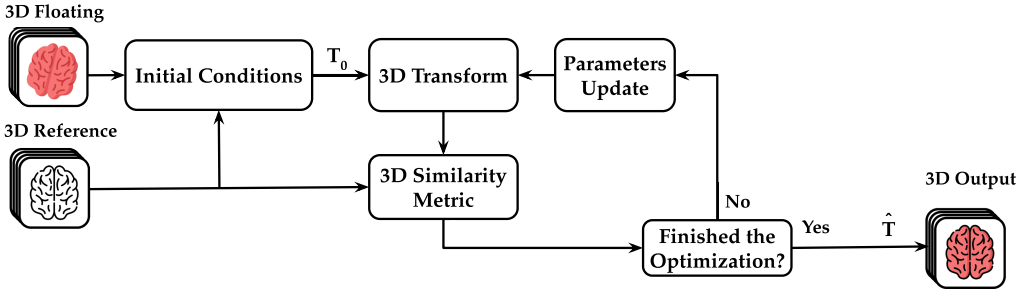 3D Floating
Initial Conditions
T0
3D Transform
Parameters
Update
3D Reference
3D Similarity
Metric
No
Finished the
Optimization?
Yes
T̂
3D Output